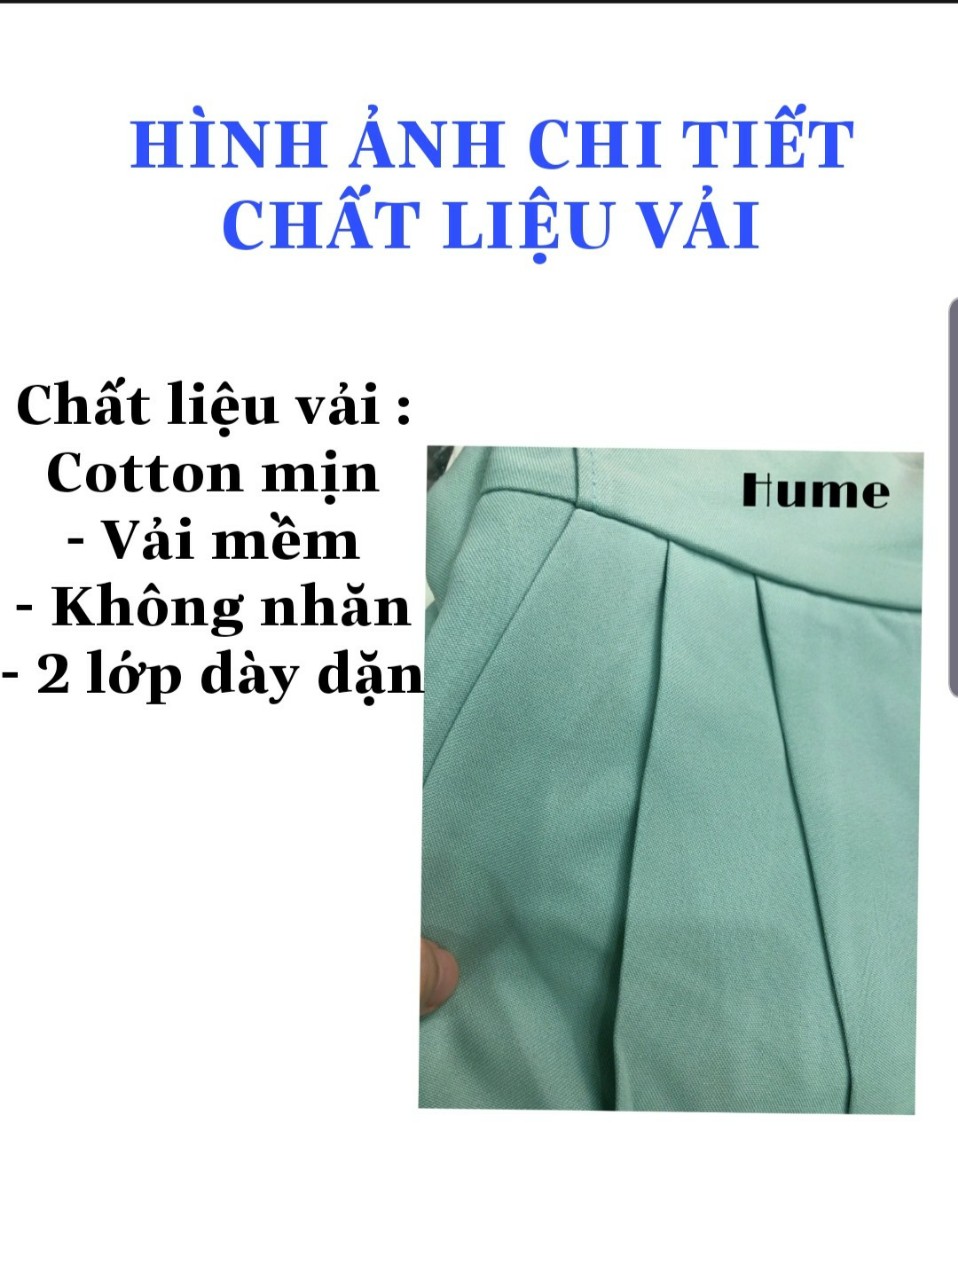 HÌNH ẢNH CHI TIẾT
CHẤT LIỆU VẢI
Chất liệu vải :
Cotton mịn
- Vải mềm
- Không nhăn
- 2 lớp dày dặn
Hume